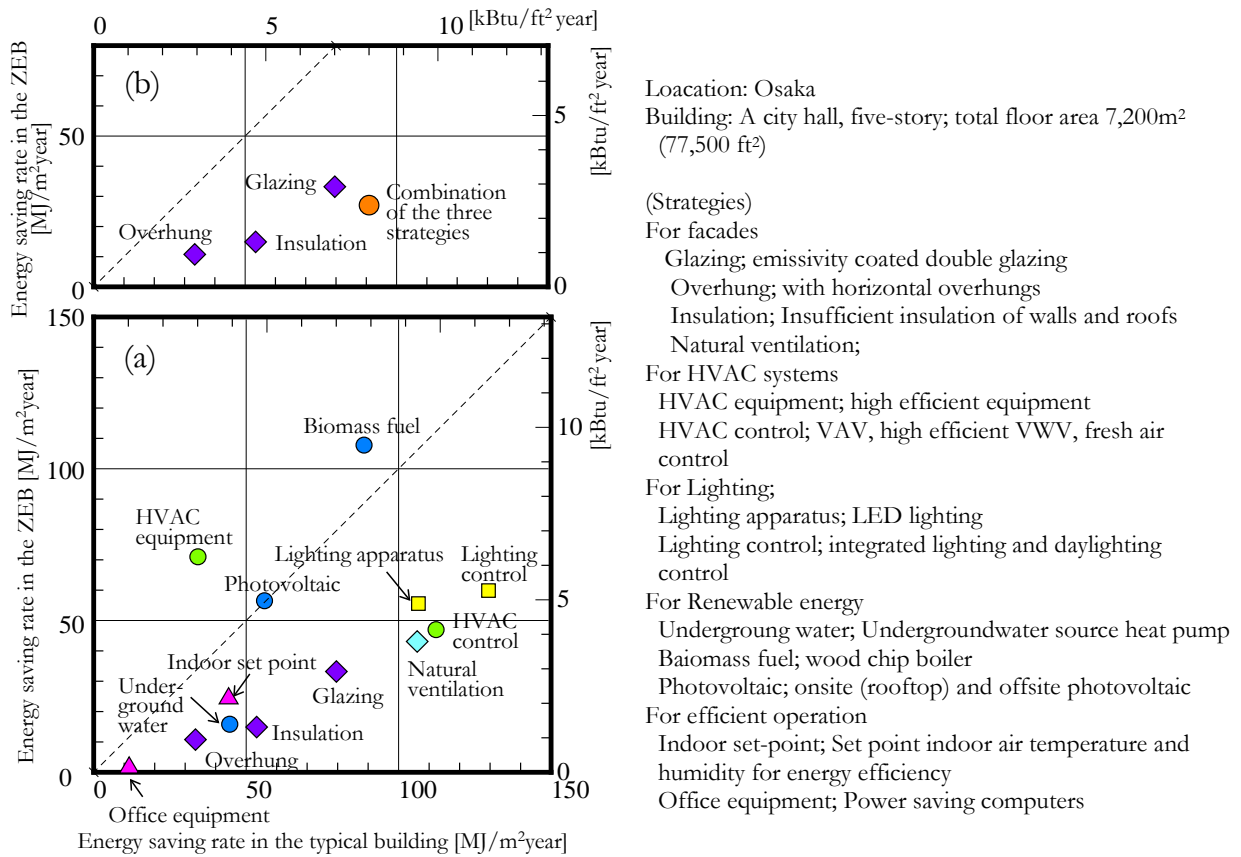 0
5
10
[kBtu/ft² year]
Energy saving rate in the ZEB
[MJ/m²year]
(b)
50
5
[kBtu/ft² year]
Glazing
Combination
of the three
strategies
Overhung
Insulation
0
0
150
(a)
Energy saving rate in the ZEB [MJ/m²year]
[kBtu/ft² year]
Biomass fuel
10
100
HVAC
equipment
Lighting apparatus
Lighting
control
Photovoltaic
5
50
HVAC
control
Indoor set point
Natural
ventilation
Under-
ground
water
Glazing
Insulation
Overhung
0
0
0
50
100
150
Office equipment
Energy saving rate in the typical building [MJ/m²year]
Loacation: Osaka
Building: A city hall, five-story; total floor area 7,200m²
(77,500 ft²)
(Strategies)
For facades
Glazing; emissivity coated double glazing
Overhung; with horizontal overhungs
Insulation; Insufficient insulation of walls and roofs
Natural ventilation;
For HVAC systems
HVAC equipment; high efficient equipment
HVAC control; VAV, high efficient VWV, fresh air
control
For Lighting;
Lighting apparatus; LED lighting
Lighting control; integrated lighting and daylighting
control
For Renewable energy
Undergroung water; Undergroundwater source heat pump
Baiomass fuel; wood chip boiler
Photovoltaic; onsite (rooftop) and offsite photovoltaic
For efficient operation
Indoor set-point; Set point indoor air temperature and
humidity for energy efficiency
Office equipment; Power saving computers